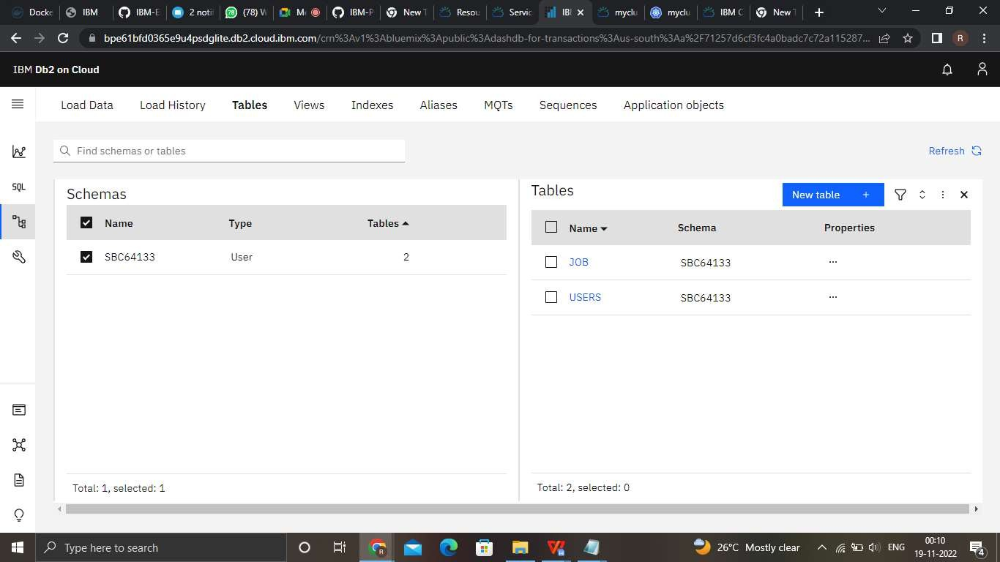 Docke
IBM
IBM-E
2 noti
(78) W
Me
IBM-P
New T
Resou
Servic
IBM
myclu
myclu
IBM C
New T
bpe61bfd0365e9u4psdglite.db2.cloud.ibm.com/crn%3Av1%3Abluemix%3Apublic%3Adashdb-for-transactions%3Aus-south%3Aa%2F71257d6cf3fc4a0badc7c72a115287...
R
IBM Db2 on Cloud
Load Data Load History Tables Views Indexes Aliases MQTs Sequences Application objects
Find schemas or tables
Refresh
SQL
Schemas
Name Type Tables
SBC64133 User 2
Total: 1, selected: 1
Tables
New table +
Name Schema Properties
JOB SBC64133 ...
USERS SBC64133 ...
Total: 2, selected: 0
Type here to search
26°C Mostly clear
ENG
00:10
19-11-2022
4